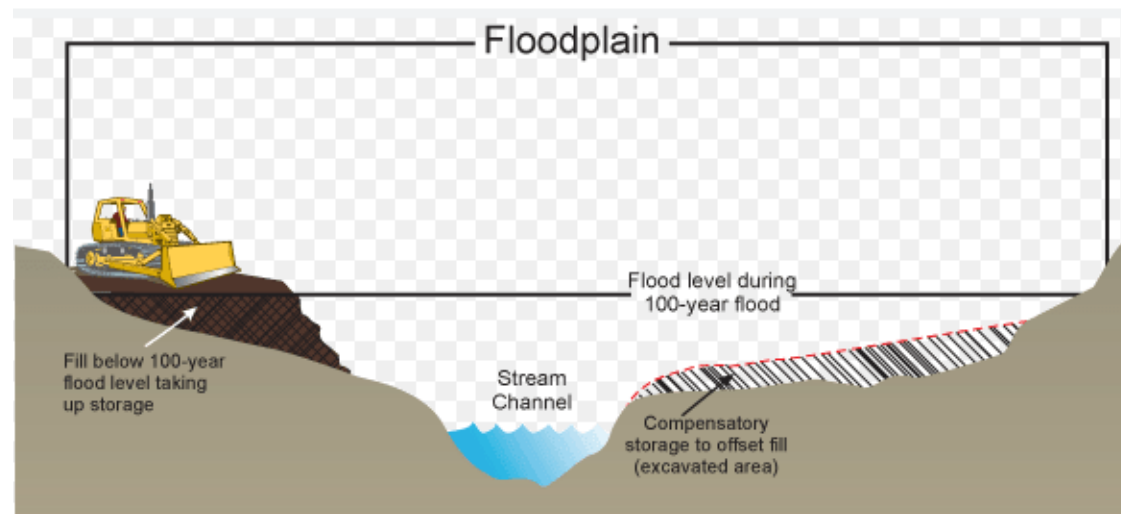 Floodplain
Flood level during
100-year flood
Fill below 100-year
flood level taking
up storage
Stream
Channel
Compensatory
storage to offset fill
(excavated area)